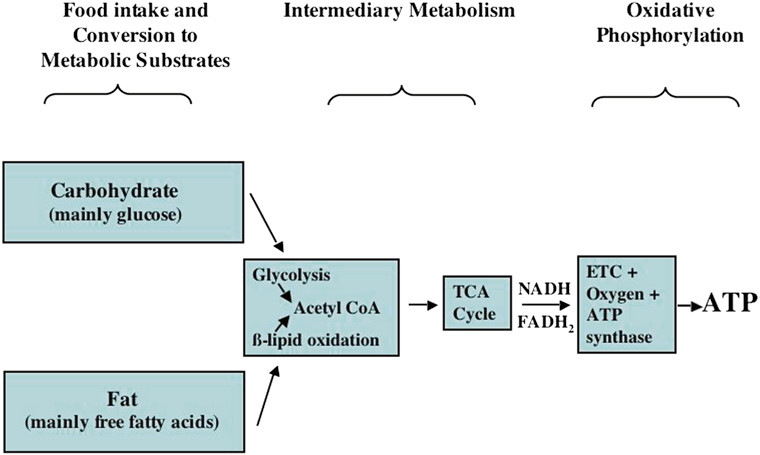 Food intake and
Conversion to
Metabolic Substrates
Intermediary Metabolism
Oxidative
Phosphorylation
Carbohydrate
(mainly glucose)
Glycolysis
Acetyl CoA
ß-lipid oxidation
TCA
Cycle
NADH
FADH₂
ETC +
Oxygen +
ATP
synthase
ATP
Fat
(mainly free fatty acids)